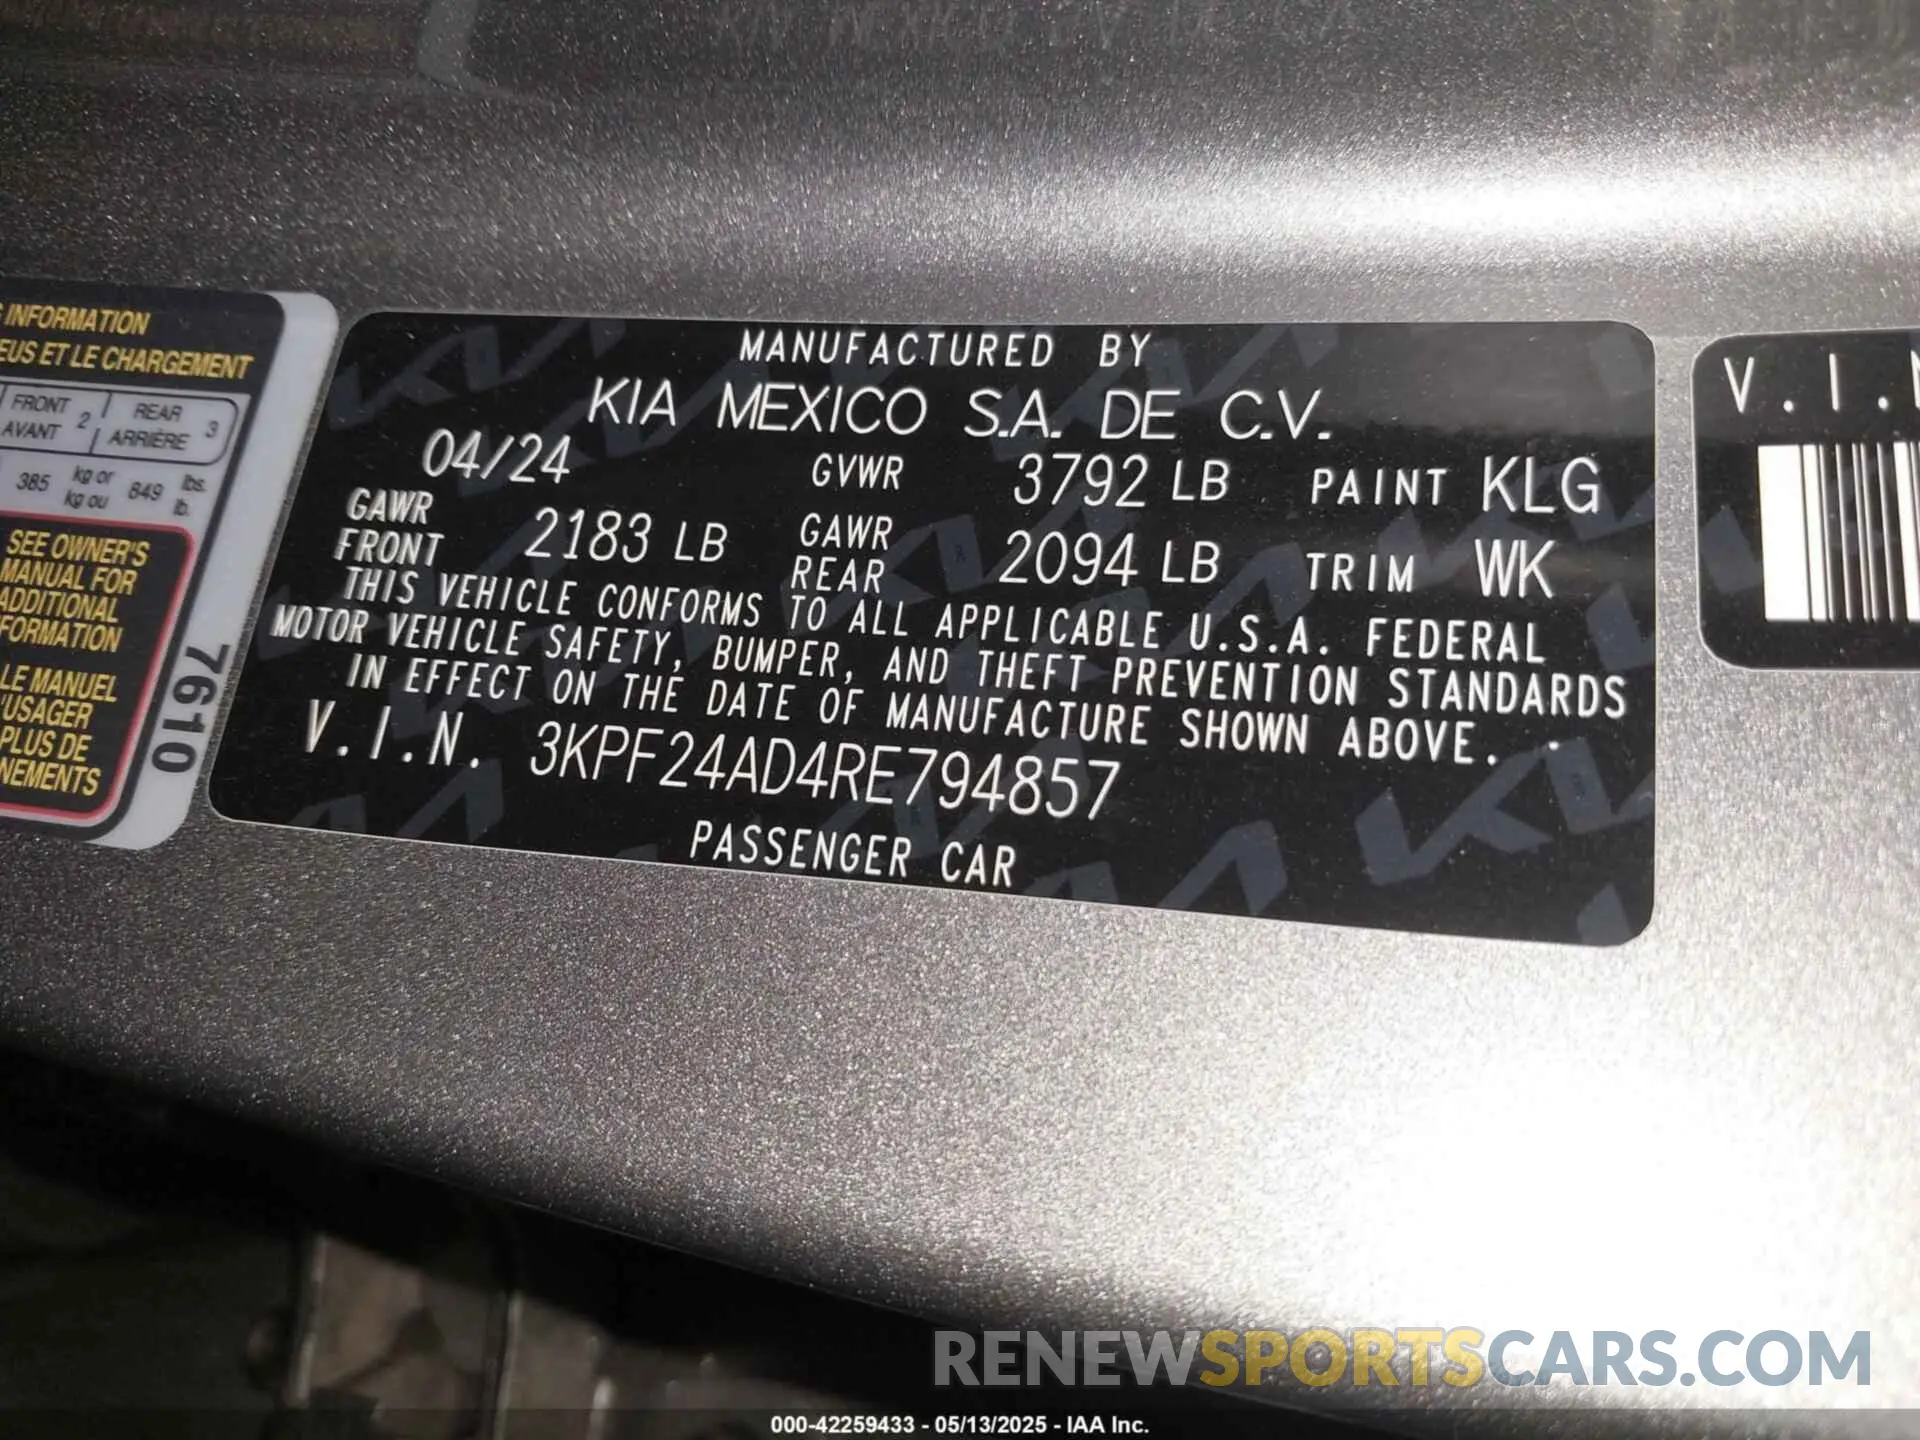 INFORMATION
EUS ET LE CHARGEMENT
FRONT
AVANT 2
REAR
ARRIÈRE 3
385 kg or
kg ou 849 lbs.
lb.
SEE OWNER'S
MANUAL FOR
ADDITIONAL
FORMATION
LE MANUEL
'USAGER
PLUS DE
NEMENTS
7610
MANUFACTURED BY
KIA MEXICO S.A. DE C.V.
04/24 GVWR 3792 LB PAINT KLG
GAWR
FRONT 2183 LB GAWR
REAR 2094 LB TRIM WK
THIS VEHICLE CONFORMS TO ALL APPLICABLE U.S.A. FEDERAL
MOTOR VEHICLE SAFETY, BUMPER, AND THEFT PREVENTION STANDARDS
IN EFFECT ON THE DATE OF MANUFACTURE SHOWN ABOVE.
V.I.N. 3KPF24AD4RE794857
PASSENGER CAR
V.I.N
RENEWSPORTSCARS.COM
000-42259433 - 05/13/2025 - IAA Inc.